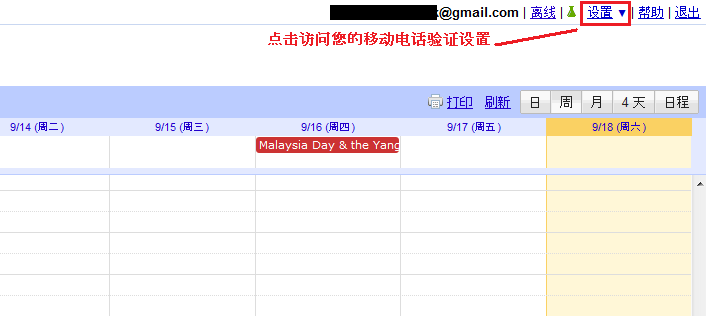 @gmail.com | 离线 | 设置 ▼ | 帮助 | 退出
点击访问您的移动电话验证设置
打印 刷新 日 周 月 4 天 日程
9/14 (周二) 9/15 (周三) 9/16 (周四) 9/17 (周五) 9/18 (周六)
Malaysia Day & the Yang